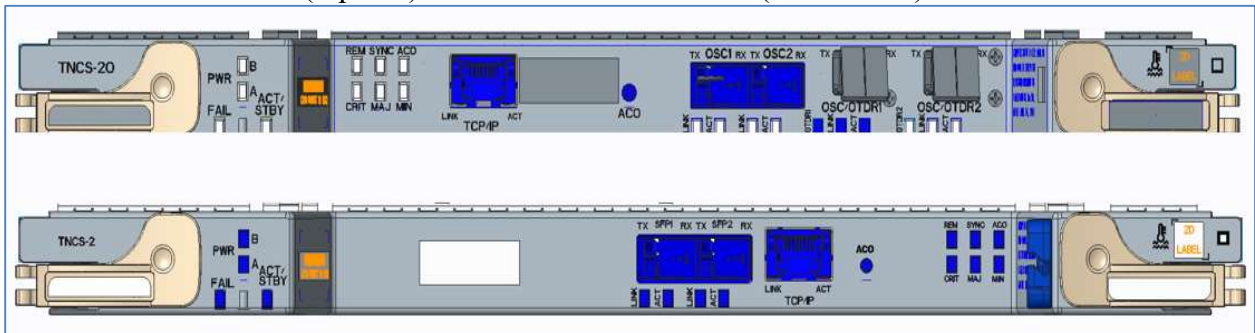 TNCS-2O
PWR
B
A
FAIL
ACT/
STBY
REM SYNC ACO
CRIT MAJ MIN
LINK
ACT
TCP/IP
ACO
TX OSC1 RX TX OSC2 RX
LINK
ACT
LINK
ACT
TX
RX
OSC/OTDR1
OTDR1
LINK
ACT
TX
RX
OSC/OTDR2
OTDR2
LINK
ACT
2D
LABEL
TNCS-2
PWR
B
A
FAIL
ACT/
STBY
TX SFP1 RX TX SFP2 RX
LINK
ACT
LINK
ACT
LINK
ACT
TCP/IP
ACO
REM SYNC ACO
CRIT MAJ MIN
2D
LABEL